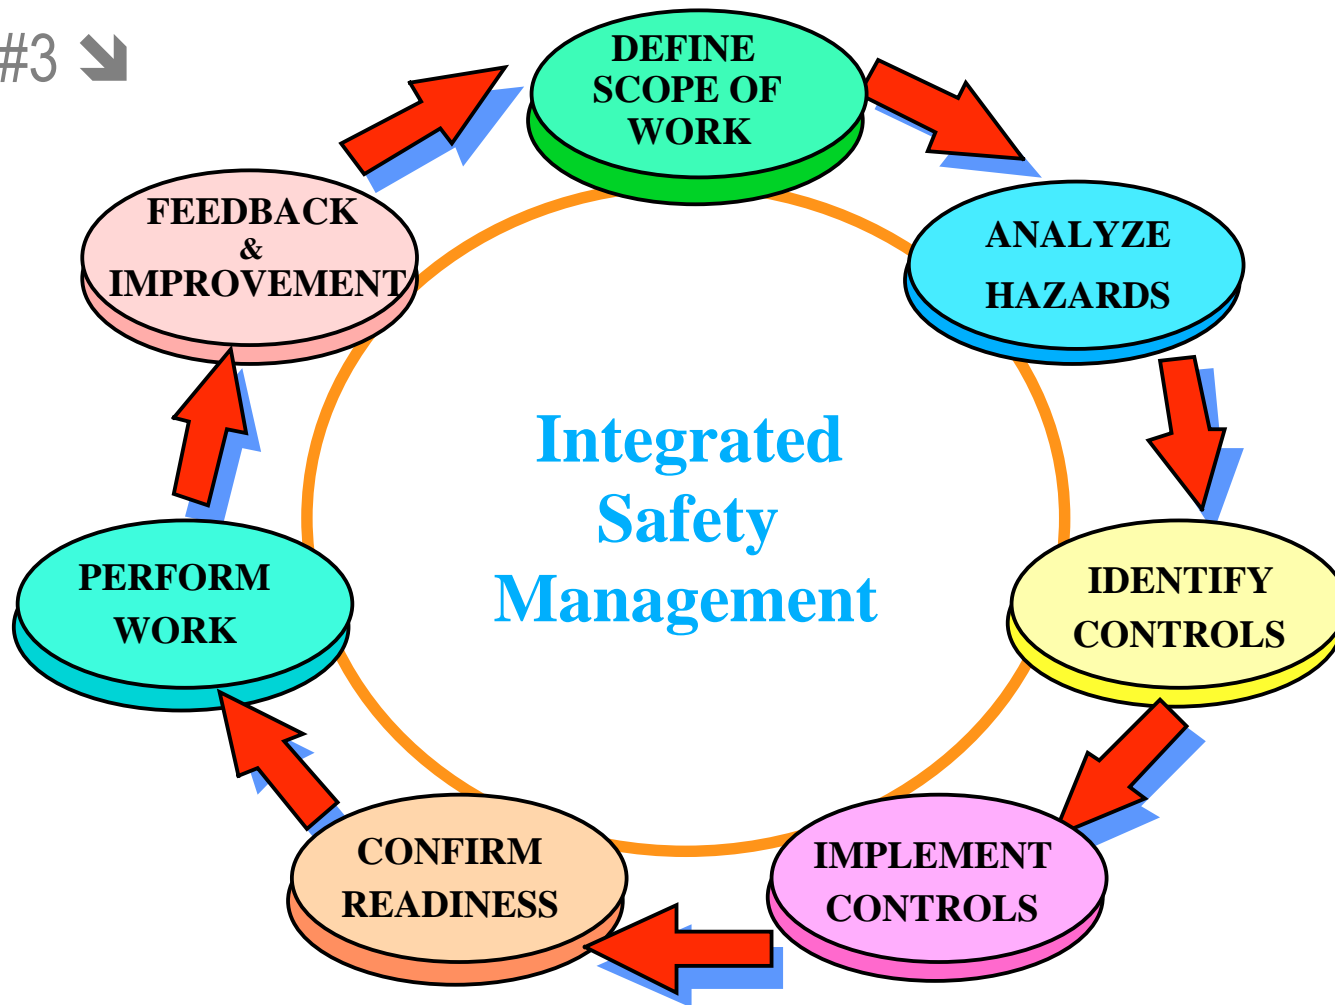 #3 ➘
DEFINE
SCOPE OF
WORK
ANALYZE
HAZARDS
IDENTIFY
CONTROLS
IMPLEMENT
CONTROLS
CONFIRM
READINESS
PERFORM
WORK
FEEDBACK
&
IMPROVEMENT
Integrated
Safety
Management